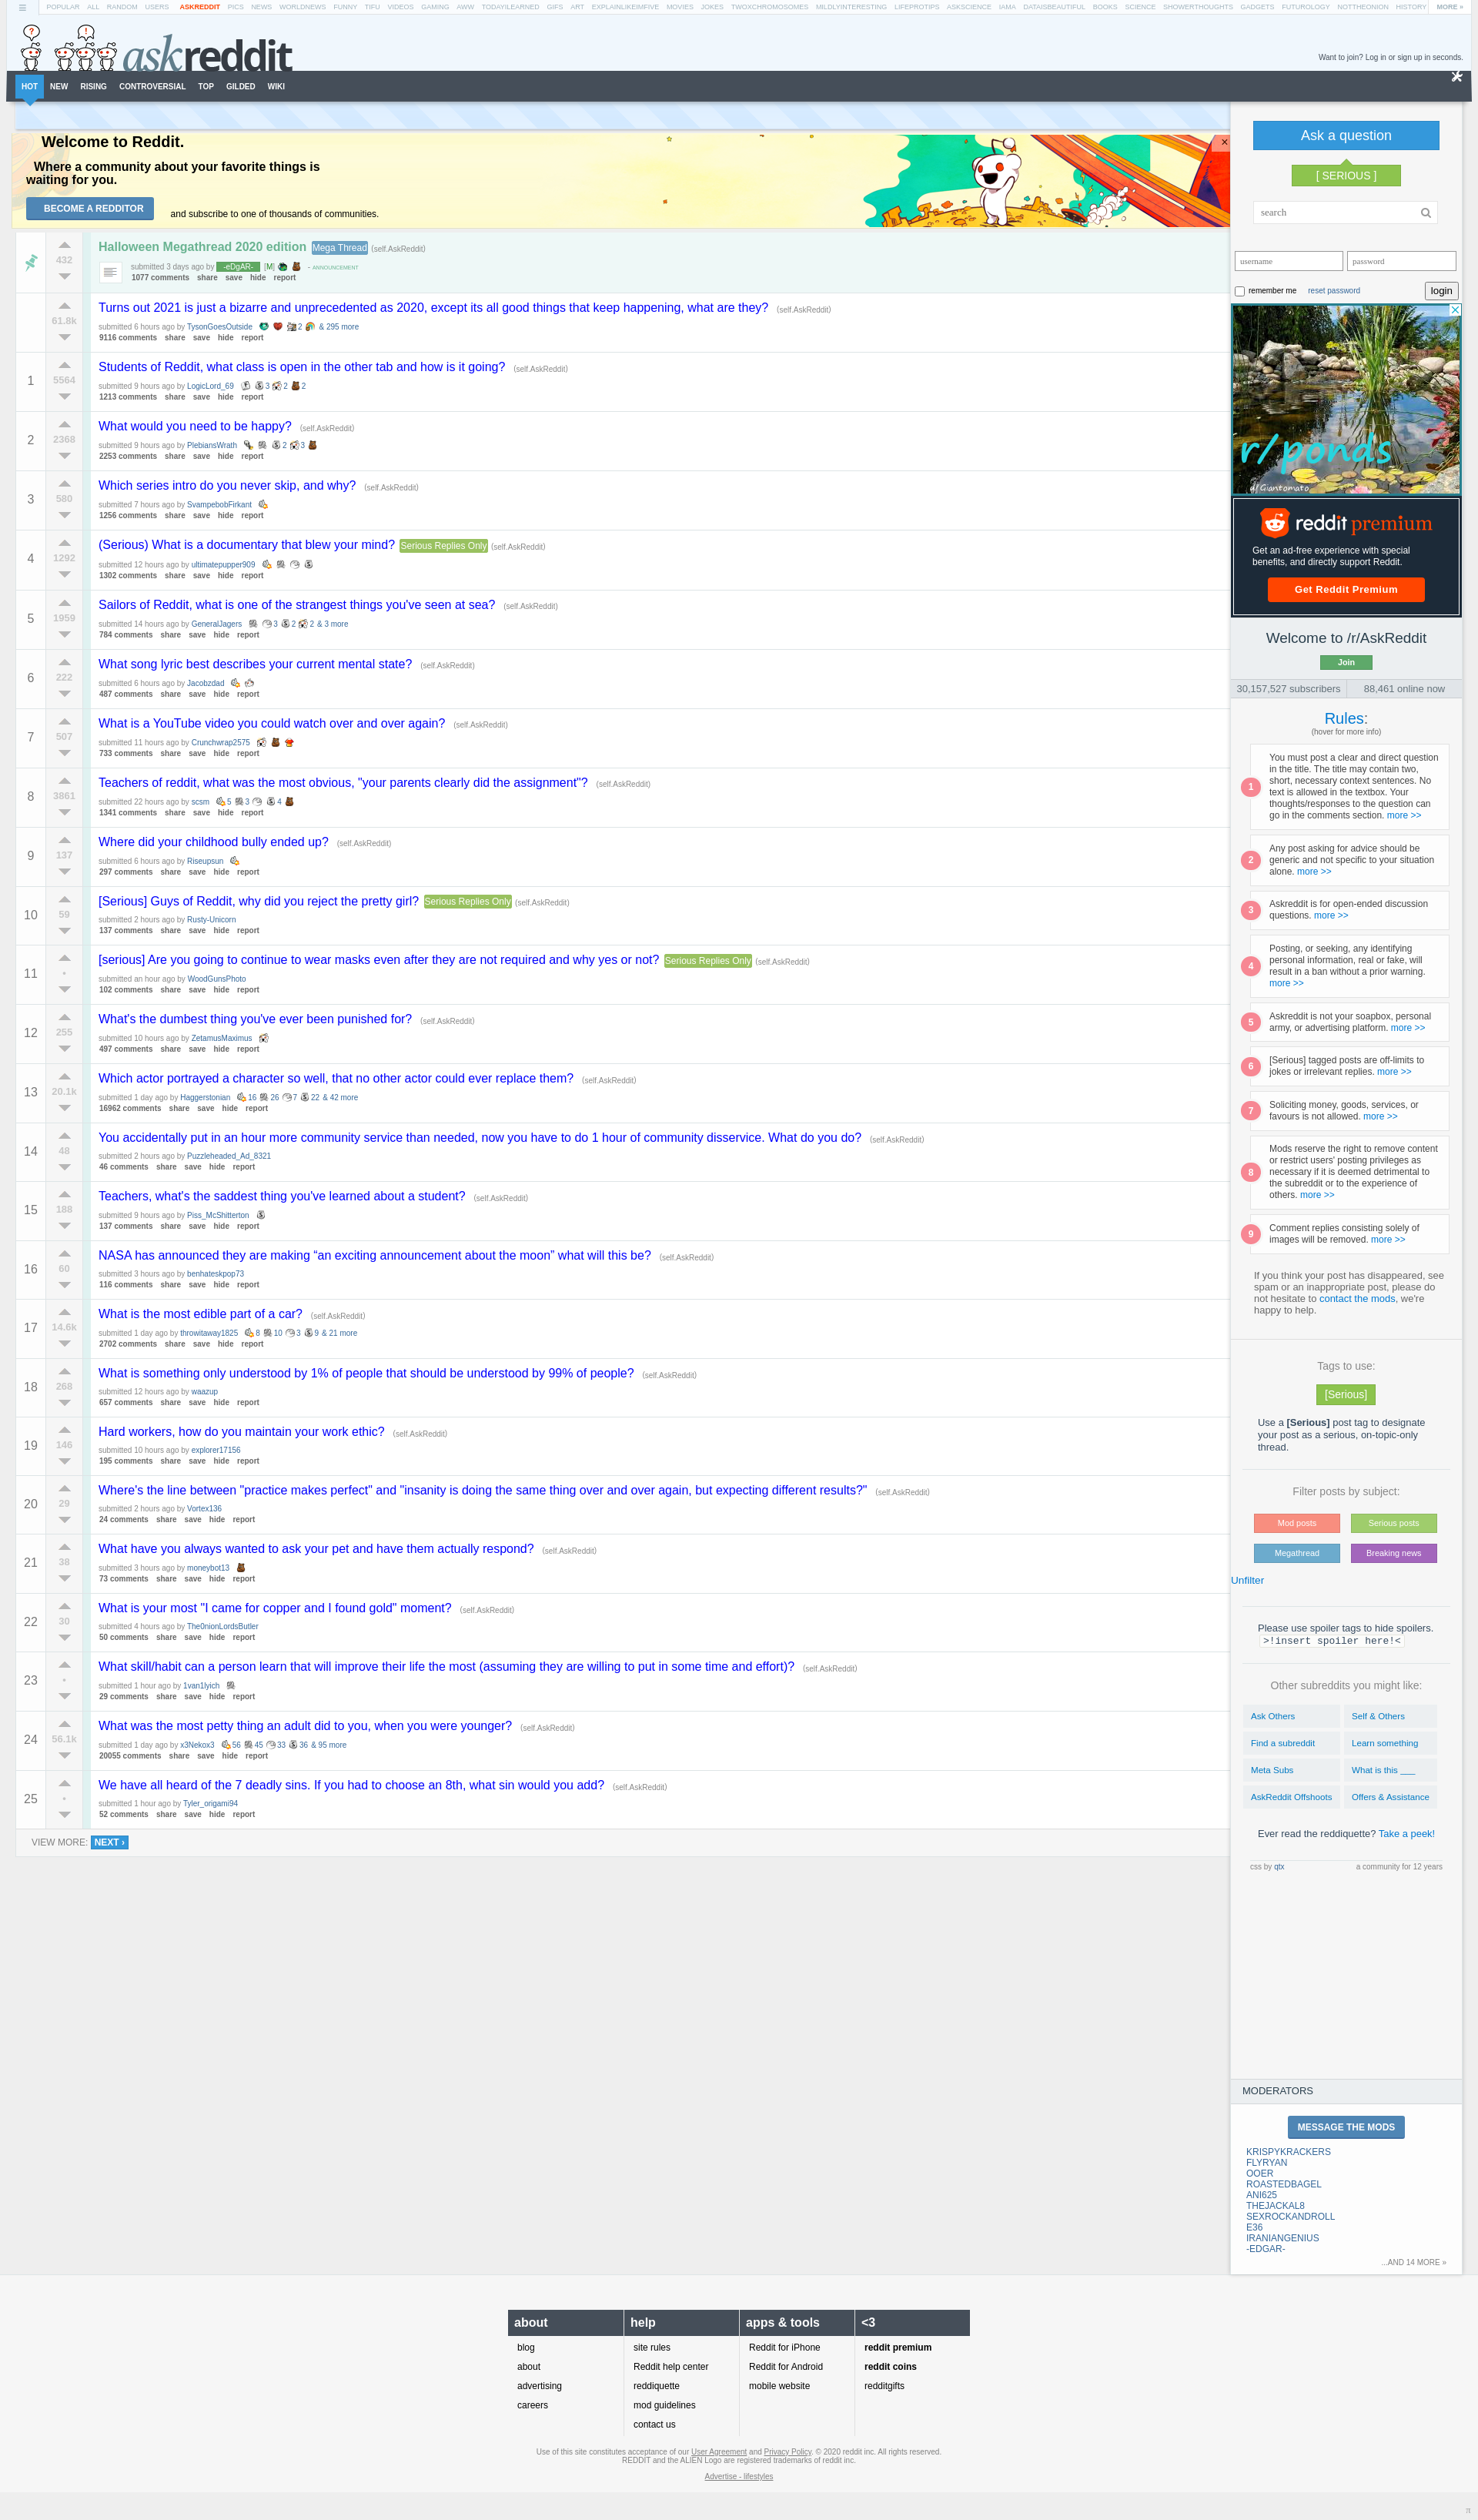 ≡ POPULAR ALL RANDOM USERS ASKREDDIT PICS NEWS WORLDNEWS FUNNY TIFU VIDEOS GAMING AWW TODAYILEARNED GIFS ART EXPLAINLIKEIMFIVE MOVIES JOKES TWOXCHROMOSOMES MILDLYINTERESTING LIFEPROTIPS ASKSCIENCE IAMA DATAISBEAUTIFUL BOOKS SCIENCE SHOWERTHOUGHTS GADGETS FUTUROLOGY NOTTHEONION HISTORY MORE »
askreddit
Want to join? Log in or sign up in seconds.
HOT NEW RISING CONTROVERSIAL TOP GILDED WIKI
Welcome to Reddit.
Where a community about your favorite things is
waiting for you.
BECOME A REDDITOR and subscribe to one of thousands of communities.
×
432
Halloween Megathread 2020 edition Mega Thread (self.AskReddit)
submitted 3 days ago by -eDgAR- [M] - ANNOUNCEMENT
1077 comments share save hide report
61.8k
Turns out 2021 is just a bizarre and unprecedented as 2020, except its all good things that keep happening, what are they? (self.AskReddit)
submitted 6 hours ago by TysonGoesOutside 2 & 295 more
9116 comments share save hide report
1 5564
Students of Reddit, what class is open in the other tab and how is it going? (self.AskReddit)
submitted 9 hours ago by LogicLord_69 3 2 2
1213 comments share save hide report
2 2368
What would you need to be happy? (self.AskReddit)
submitted 9 hours ago by PlebiansWrath 2 3
2253 comments share save hide report
3 580
Which series intro do you never skip, and why? (self.AskReddit)
submitted 7 hours ago by SvampebobFirkant
1256 comments share save hide report
4 1292
(Serious) What is a documentary that blew your mind? Serious Replies Only (self.AskReddit)
submitted 12 hours ago by ultimatepupper909
1302 comments share save hide report
5 1959
Sailors of Reddit, what is one of the strangest things you've seen at sea? (self.AskReddit)
submitted 14 hours ago by GeneralJagers 3 2 2 & 3 more
784 comments share save hide report
6 222
What song lyric best describes your current mental state? (self.AskReddit)
submitted 6 hours ago by Jacobzdad
487 comments share save hide report
7 507
What is a YouTube video you could watch over and over again? (self.AskReddit)
submitted 11 hours ago by Crunchwrap2575
733 comments share save hide report
8 3861
Teachers of reddit, what was the most obvious, "your parents clearly did the assignment"? (self.AskReddit)
submitted 22 hours ago by scsm 5 3 4
1341 comments share save hide report
9 137
Where did your childhood bully ended up? (self.AskReddit)
submitted 6 hours ago by Riseupsun
297 comments share save hide report
10 59
[Serious] Guys of Reddit, why did you reject the pretty girl? Serious Replies Only (self.AskReddit)
submitted 2 hours ago by Rusty-Unicorn
137 comments share save hide report
11 •
[serious] Are you going to continue to wear masks even after they are not required and why yes or not? Serious Replies Only (self.AskReddit)
submitted an hour ago by WoodGunsPhoto
102 comments share save hide report
12 255
What's the dumbest thing you've ever been punished for? (self.AskReddit)
submitted 10 hours ago by ZetamusMaximus
497 comments share save hide report
13 20.1k
Which actor portrayed a character so well, that no other actor could ever replace them? (self.AskReddit)
submitted 1 day ago by Haggerstonian 16 26 7 22 & 42 more
16962 comments share save hide report
14 48
You accidentally put in an hour more community service than needed, now you have to do 1 hour of community disservice. What do you do? (self.AskReddit)
submitted 2 hours ago by Puzzleheaded_Ad_8321
46 comments share save hide report
15 188
Teachers, what's the saddest thing you've learned about a student? (self.AskReddit)
submitted 9 hours ago by Piss_McShitterton
137 comments share save hide report
16 60
NASA has announced they are making “an exciting announcement about the moon” what will this be? (self.AskReddit)
submitted 3 hours ago by benhateskpop73
116 comments share save hide report
17 14.6k
What is the most edible part of a car? (self.AskReddit)
submitted 1 day ago by throwitaway1825 8 10 3 9 & 21 more
2702 comments share save hide report
18 268
What is something only understood by 1% of people that should be understood by 99% of people? (self.AskReddit)
submitted 12 hours ago by waazup
657 comments share save hide report
19 146
Hard workers, how do you maintain your work ethic? (self.AskReddit)
submitted 10 hours ago by explorer17156
195 comments share save hide report
20 29
Where's the line between "practice makes perfect" and "insanity is doing the same thing over and over again, but expecting different results?" (self.AskReddit)
submitted 2 hours ago by Vortex136
24 comments share save hide report
21 38
What have you always wanted to ask your pet and have them actually respond? (self.AskReddit)
submitted 3 hours ago by moneybot13
73 comments share save hide report
22 30
What is your most "I came for copper and I found gold" moment? (self.AskReddit)
submitted 4 hours ago by The0nionLordsButler
50 comments share save hide report
23 •
What skill/habit can a person learn that will improve their life the most (assuming they are willing to put in some time and effort)? (self.AskReddit)
submitted 1 hour ago by 1van1lyich
29 comments share save hide report
24 56.1k
What was the most petty thing an adult did to you, when you were younger? (self.AskReddit)
submitted 1 day ago by x3Nekox3 56 45 33 36 & 95 more
20055 comments share save hide report
25 •
We have all heard of the 7 deadly sins. If you had to choose an 8th, what sin would you add? (self.AskReddit)
submitted 1 hour ago by Tyler_origami94
52 comments share save hide report
VIEW MORE: NEXT ›
Ask a question
[ SERIOUS ]
search
username password
remember me reset password login
r/ponds
u/Giantomato
reddit premium
Get an ad-free experience with special
benefits, and directly support Reddit.
Get Reddit Premium
Welcome to /r/AskReddit
Join
30,157,527 subscribers 88,461 online now
Rules:
(hover for more info)
1 You must post a clear and direct question
in the title. The title may contain two,
short, necessary context sentences. No
text is allowed in the textbox. Your
thoughts/responses to the question can
go in the comments section. more >>
2 Any post asking for advice should be
generic and not specific to your situation
alone. more >>
3 Askreddit is for open-ended discussion
questions. more >>
4 Posting, or seeking, any identifying
personal information, real or fake, will
result in a ban without a prior warning.
more >>
5 Askreddit is not your soapbox, personal
army, or advertising platform. more >>
6 [Serious] tagged posts are off-limits to
jokes or irrelevant replies. more >>
7 Soliciting money, goods, services, or
favours is not allowed. more >>
8 Mods reserve the right to remove content
or restrict users' posting privileges as
necessary if it is deemed detrimental to
the subreddit or to the experience of
others. more >>
9 Comment replies consisting solely of
images will be removed. more >>
If you think your post has disappeared, see
spam or an inappropriate post, please do
not hesitate to contact the mods, we're
happy to help.
Tags to use:
[Serious]
Use a [Serious] post tag to designate
your post as a serious, on-topic-only
thread.
Filter posts by subject:
Mod posts Serious posts
Megathread Breaking news
Unfilter
Please use spoiler tags to hide spoilers.
>!insert spoiler here!<
Other subreddits you might like:
Ask Others Self & Others
Find a subreddit Learn something
Meta Subs What is this ___
AskReddit Offshoots Offers & Assistance
Ever read the reddiquette? Take a peek!
css by qtx a community for 12 years
MODERATORS
MESSAGE THE MODS
KRISPYKRACKERS
FLYRYAN
OOER
ROASTEDBAGEL
ANI625
THEJACKAL8
SEXROCKANDROLL
E36
IRANIANGENIUS
-EDGAR-
...AND 14 MORE »
about help apps & tools <3
blog site rules Reddit for iPhone reddit premium
about Reddit help center Reddit for Android reddit coins
advertising reddiquette mobile website redditgifts
careers mod guidelines
contact us
Use of this site constitutes acceptance of our User Agreement and Privacy Policy. © 2020 reddit inc. All rights reserved.
REDDIT and the ALIEN Logo are registered trademarks of reddit inc.
Advertise - lifestyles
π